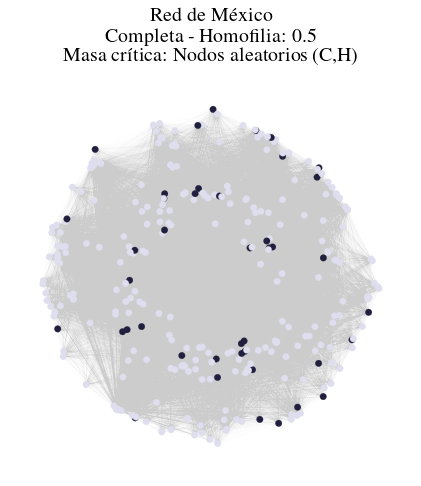 Red de México
Completa - Homofilia: 0.5
Masa crítica: Nodos aleatorios (C,H)